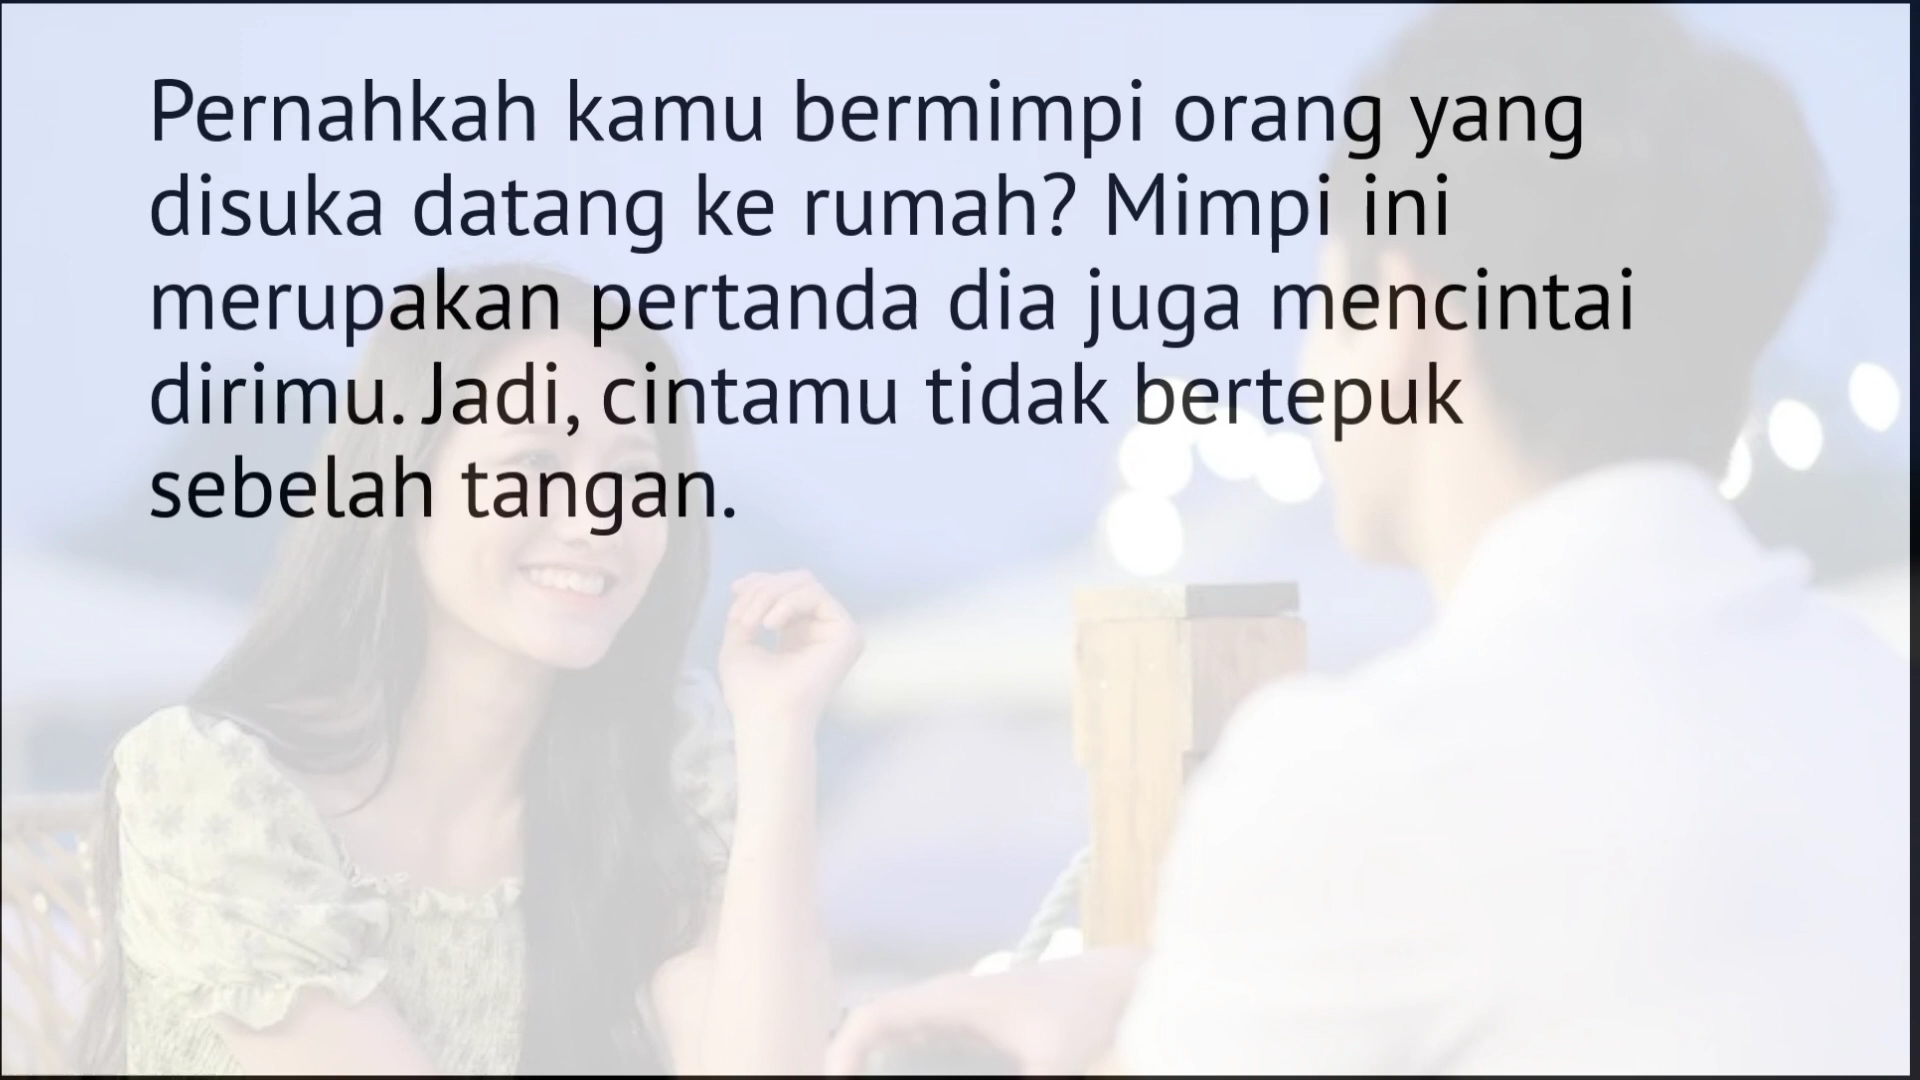 Pernahkah kamu bermimpi orang yang
disuka datang ke rumah? Mimpi ini
merupakan pertanda dia juga mencintai
dirimu. Jadi, cintamu tidak bertepuk
sebelah tangan.